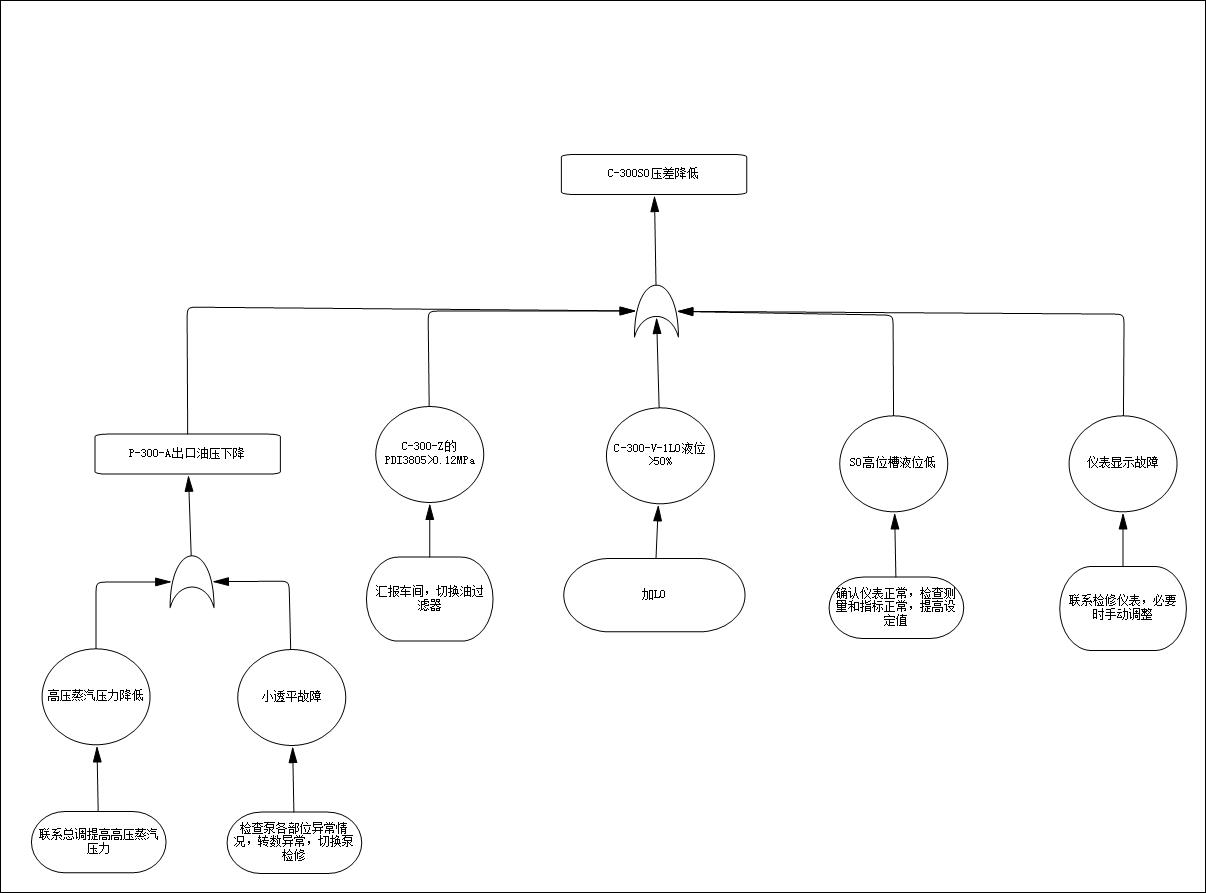 C-300SO压差降低
P-300-A出口油压下降
C-300-Z的
PDI3805>0.12MPa
C-300-V-1LO液位
>50%
SO高位槽液位低
仪表显示故障
汇报车间，切换油过
滤器
加LO
确认仪表正常，检查测
量和指标正常，提高设
定值
联系检修仪表，必要
时手动调整
高压蒸汽压力降低
小透平故障
联系总调提高高压蒸汽
压力
检查泵各部位异常情
况，转数异常，切换泵
检修